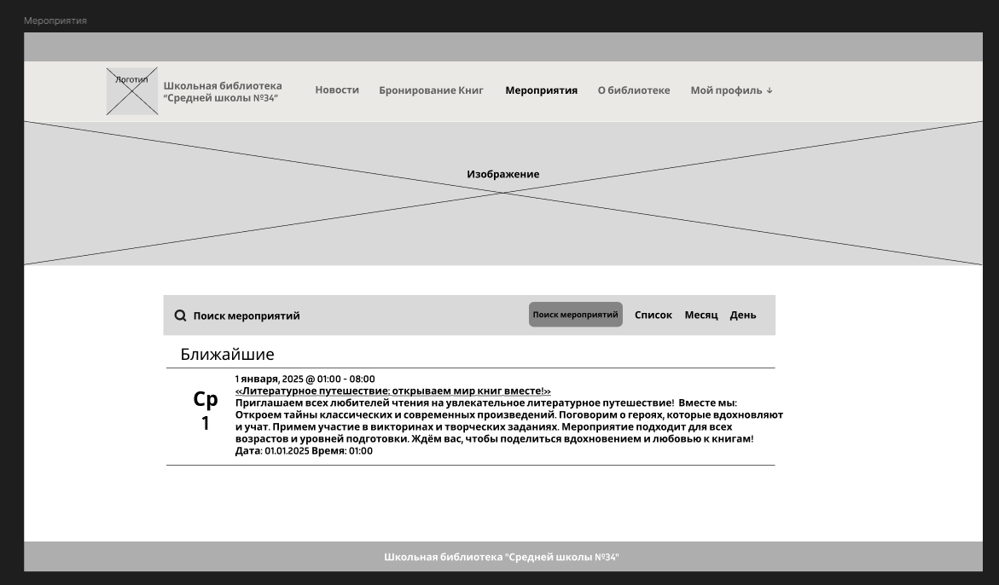 Мероприятия
Логотип
Школьная библиотека
“Средней школы №34”
Новости
Бронирование Книг
Мероприятия
О библиотеке
Мой профиль ↓
Изображение
Поиск мероприятий
Поиск мероприятий
Список
Месяц
День
Ближайшие
Ср
1
1 января, 2025 @ 01:00 - 08:00
«Литературное путешествие: открываем мир книг вместе!»
Приглашаем всех любителей чтения на увлекательное литературное путешествие!  Вместе мы:
Откроем тайны классических и современных произведений. Поговорим о героях, которые вдохновляют
и учат. Примем участие в викторинах и творческих заданиях. Мероприятие подходит для всех
возрастов и уровней подготовки. Ждём вас, чтобы поделиться вдохновением и любовью к книгам!
Дата: 01.01.2025 Время: 01:00
Школьная библиотека "Средней школы №34"